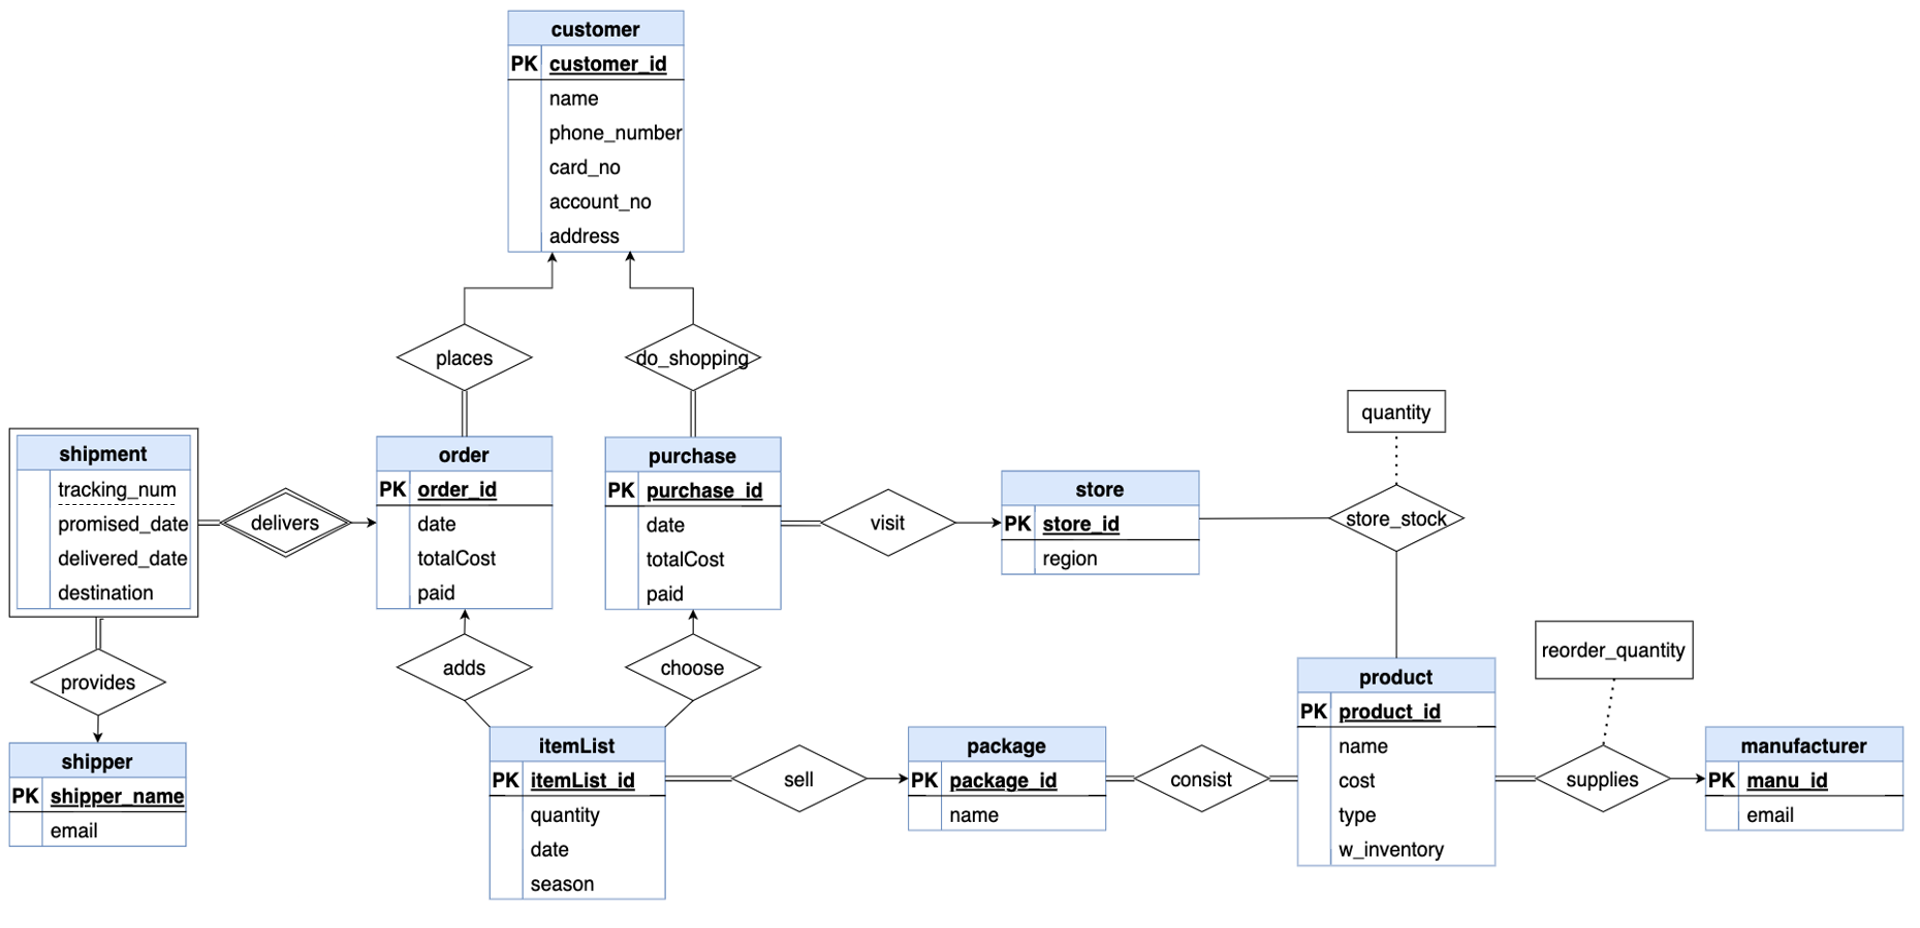 customer
PK customer_id
name
phone_number
card_no
account_no
address
places
do_shopping
quantity
shipment
tracking_num
promised_date
delivered_date
destination
delivers
order
PK order_id
date
totalCost
paid
purchase
PK purchase_id
date
totalCost
paid
visit
store
PK store_id
region
store_stock
provides
adds
choose
reorder_quantity
shipper
PK shipper_name
email
itemList
PK itemList_id
quantity
date
season
sell
package
PK package_id
name
consist
product
PK product_id
name
cost
type
w_inventory
supplies
manufacturer
PK manu_id
email